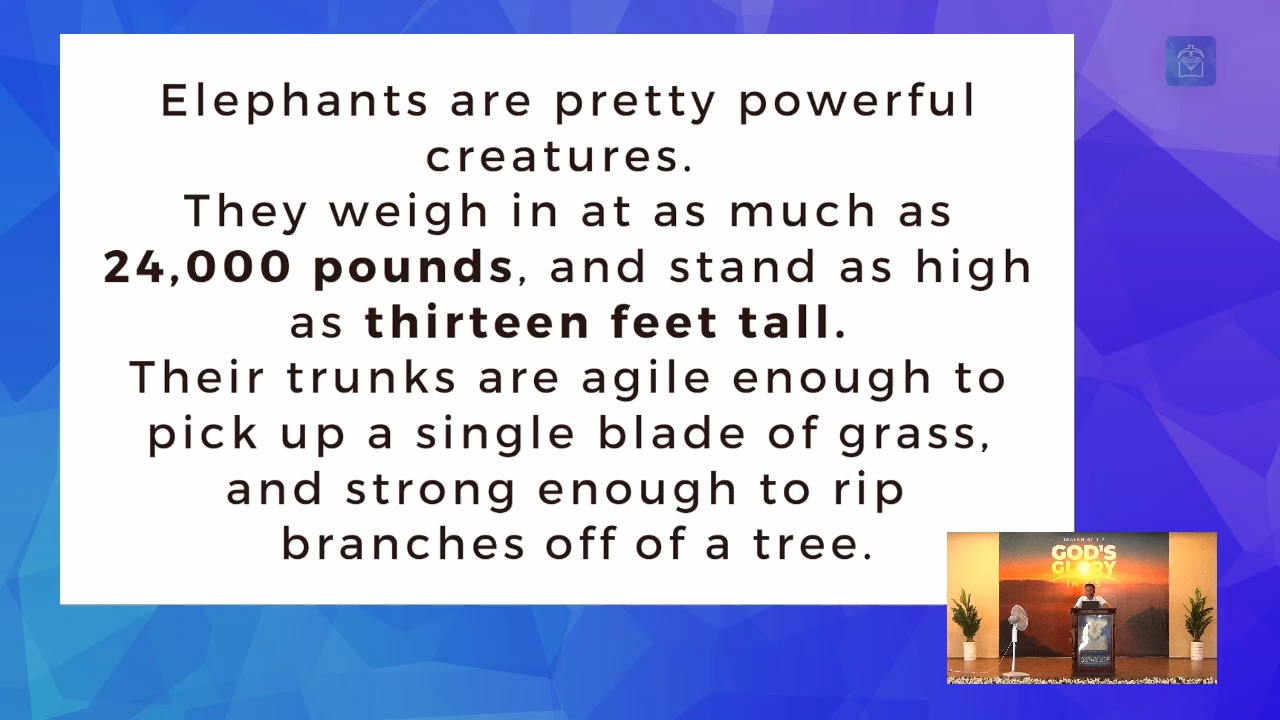 Elephants are pretty powerful
creatures.
They weigh in at as much as
24,000 pounds, and stand as high
as thirteen feet tall.
Their trunks are agile enough to
pick up a single blade of grass,
and strong enough to rip
branches off of a tree.
GOD'S
GLORY